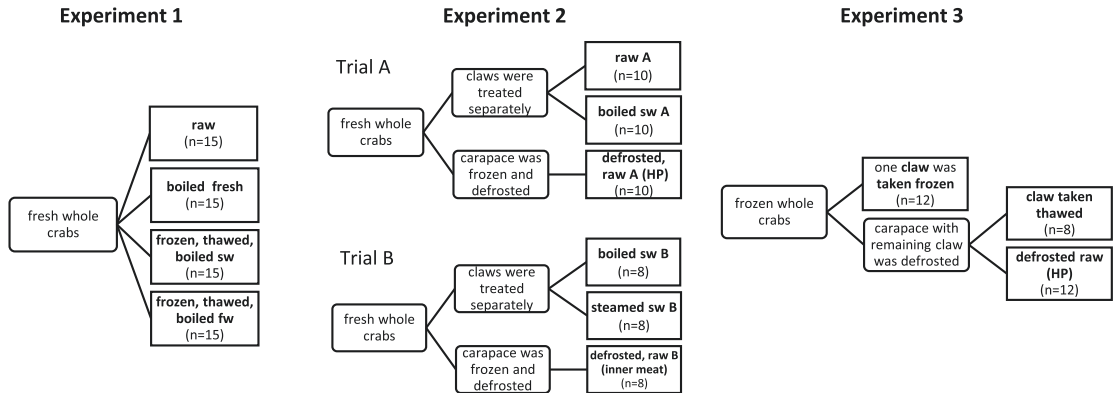 Experiment 1
fresh whole
crabs
raw
(n=15)
boiled fresh
(n=15)
frozen, thawed,
boiled sw
(n=15)
frozen, thawed,
boiled fw
(n=15)
Experiment 2
Trial A
fresh whole
crabs
claws were
treated
separately
raw A
(n=10)
boiled sw A
(n=10)
carapace was
frozen and
defrosted
defrosted,
raw A (HP)
(n=10)
Trial B
fresh whole
crabs
claws were
treated
separately
boiled sw B
(n=8)
steamed sw B
(n=8)
carapace was
frozen and
defrosted
defrosted, raw B
(inner meat)
(n=8)
Experiment 3
frozen whole
crabs
one claw was
taken frozen
(n=12)
carapace with
remaining claw
was defrosted
claw taken
thawed
(n=8)
defrosted raw
(HP)
(n=12)